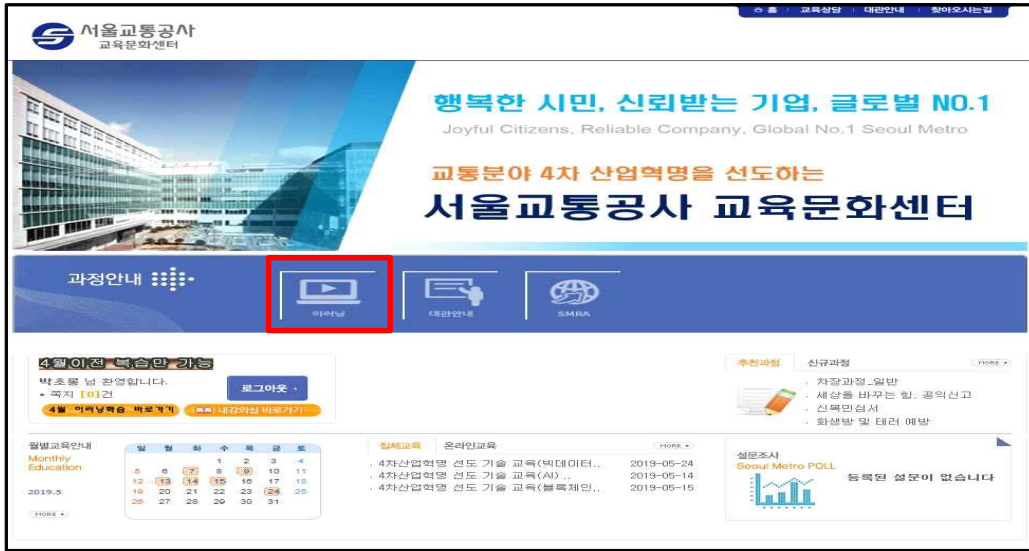 홈 | 교육상담 | 대관안내 | 찾아오시는길
서울교통공사
교육문화센터
행복한 시민, 신뢰받는 기업, 글로벌 NO.1
Joyful Citizens, Reliable Company, Global No.1 Seoul Metro
교통분야 4차 산업혁명을 선도하는
서울교통공사 교육문화센터
과정안내
이러닝
대관안내
SMRA
4월이전 복습만 가능
박초롱 님 환영합니다.
• 쪽지 [0]건
로그아웃
4월 이러닝학습 바로가기
내강의실 바로가기
추천과정 신규과정 MORE
· 차장과정_일반
· 세상을 바꾸는 힘, 공익신고
· 신목민심서
· 화생방 및 테러 예방
월별교육안내
Monthly
Education
2019.5
MORE
일 월 화 수 목 금 토
1 2 3 4
5 6 7 8 9 10 11
12 13 14 15 16 17 18
19 20 21 22 23 24 25
26 27 28 29 30 31
집체교육 온라인교육 MORE
· 4차산업혁명 선도 기술 교육(빅데이터.. 2019-05-24
· 4차산업혁명 선도 기술 교육(AI) .. 2019-05-14
· 4차산업혁명 선도 기술 교육(블록체인.. 2019-05-15
설문조사
Seoul Metro POLL
등록된 설문이 없습니다